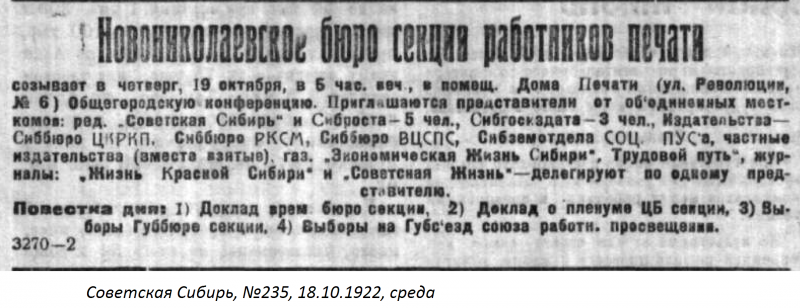 Новониколаевское бюро секции работников печати
созывает в четверг, 19 октября, в 6 час. веч., в помощ. Дома Печати (ул. Революции,
№ 6) Общегородскую конференцию. Приглашаются представители от об'единенных мест-
комов: ред. „Советская Сибирь“ и Сиброста—5 чел., Сибгосиздата—3 чел., Издательства—
Сиббюро ЦКРКП, Сиббюро РКСМ, Сиббюро ВЦСПС, Сибземотдела СОЦ. ПУС'а, частные
издательства (вместе взятые), газ. „Экономическая Жизнь Сибири“, Трудовой путь“, жур-
налы: „Жизнь Красной Сибири“ и „Советская Жизнь“—делегируют по одному пред-
ставителю.
Повестка дня: 1) Доклад врем. бюро секции, 2) Доклад о пленуме ЦБ секции, 3) Вы-
боры Губбюро секции, 4) Выборы на Губс'езд союза работн. просвещения.
3270—2
Советская Сибирь, №235, 18.10.1922, среда